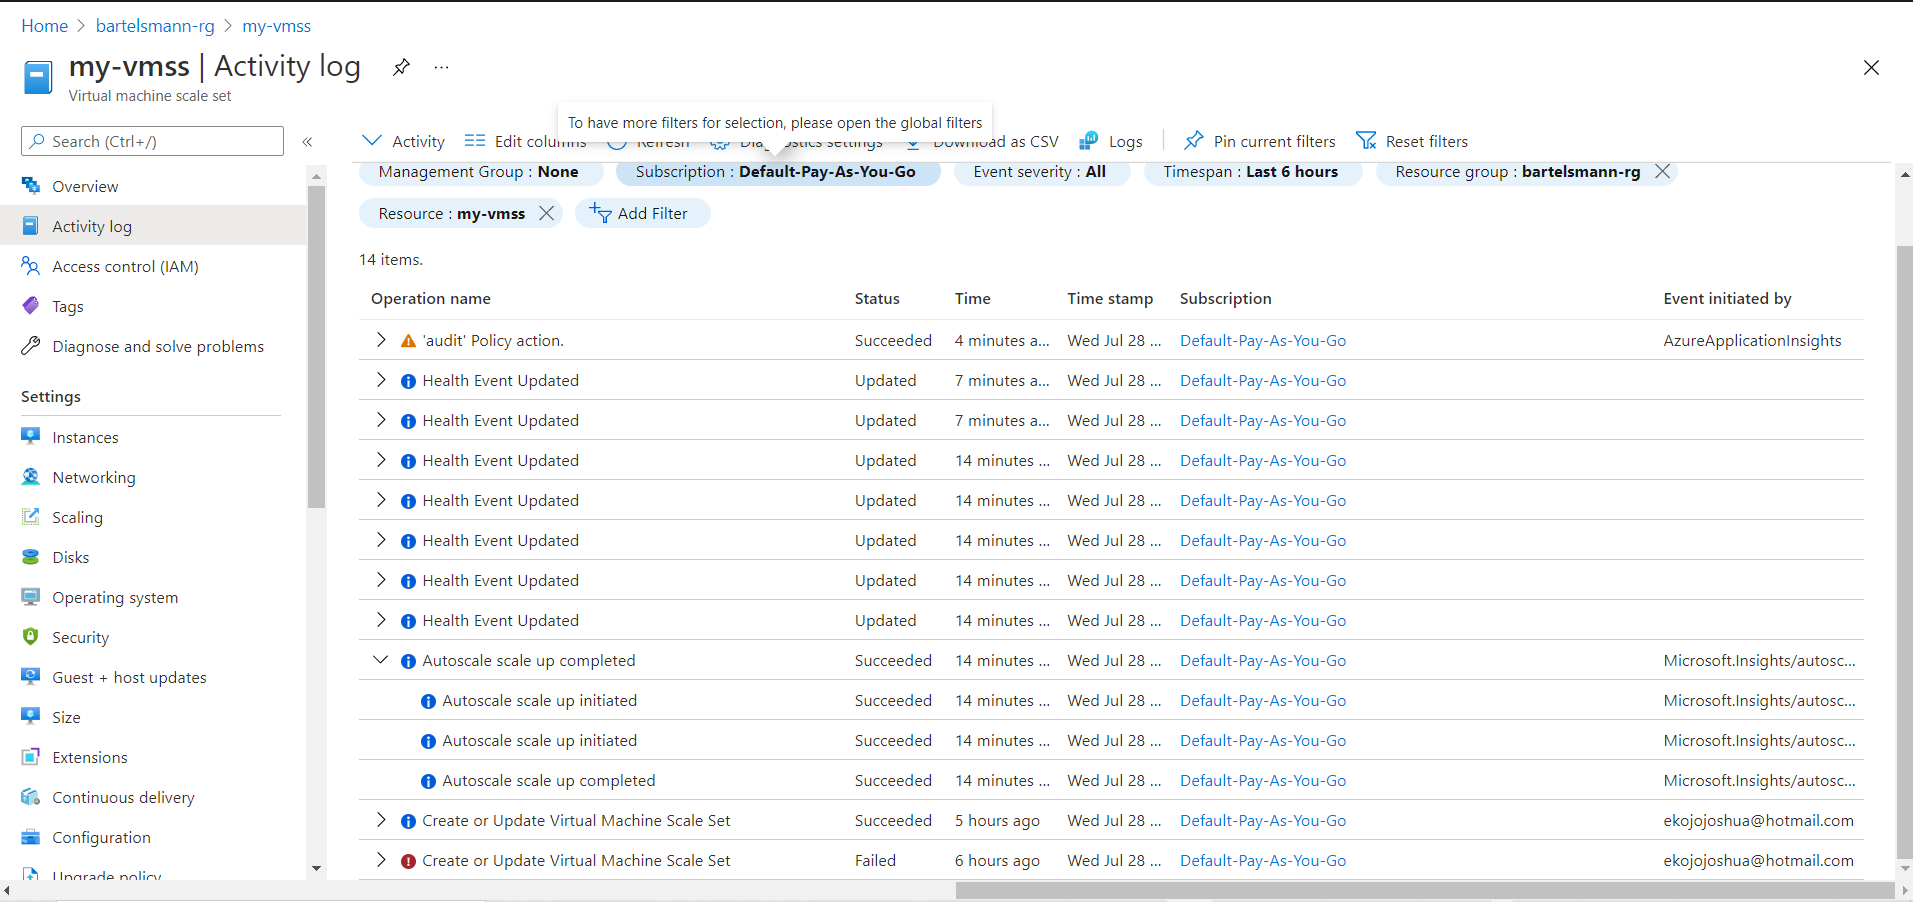 Home > bartelsmann-rg > my-vmss
my-vmss | Activity log ...
Virtual machine scale set
Search (Ctrl+/)
«
Overview
Activity log
Access control (IAM)
Tags
Diagnose and solve problems
Settings
Instances
Networking
Scaling
Disks
Operating system
Security
Guest + host updates
Size
Extensions
Continuous delivery
Configuration
Upgrade policy
To have more filters for selection, please open the global filters
Activity Edit columns Refresh Diagnostics settings Download as CSV Logs Pin current filters Reset filters
Management Group : None Subscription : Default-Pay-As-You-Go Event severity : All Timespan : Last 6 hours Resource group : bartelsmann-rg
Resource : my-vmss Add Filter
14 items.
Operation name Status Time Time stamp Subscription Event initiated by
'audit' Policy action. Succeeded 4 minutes a... Wed Jul 28 ... Default-Pay-As-You-Go AzureApplicationInsights
Health Event Updated Updated 7 minutes a... Wed Jul 28 ... Default-Pay-As-You-Go
Health Event Updated Updated 7 minutes a... Wed Jul 28 ... Default-Pay-As-You-Go
Health Event Updated Updated 14 minutes ... Wed Jul 28 ... Default-Pay-As-You-Go
Health Event Updated Updated 14 minutes ... Wed Jul 28 ... Default-Pay-As-You-Go
Health Event Updated Updated 14 minutes ... Wed Jul 28 ... Default-Pay-As-You-Go
Health Event Updated Updated 14 minutes ... Wed Jul 28 ... Default-Pay-As-You-Go
Health Event Updated Updated 14 minutes ... Wed Jul 28 ... Default-Pay-As-You-Go
Autoscale scale up completed Succeeded 14 minutes ... Wed Jul 28 ... Default-Pay-As-You-Go Microsoft.Insights/autosc...
Autoscale scale up initiated Succeeded 14 minutes ... Wed Jul 28 ... Default-Pay-As-You-Go Microsoft.Insights/autosc...
Autoscale scale up initiated Succeeded 14 minutes ... Wed Jul 28 ... Default-Pay-As-You-Go Microsoft.Insights/autosc...
Autoscale scale up completed Succeeded 14 minutes ... Wed Jul 28 ... Default-Pay-As-You-Go Microsoft.Insights/autosc...
Create or Update Virtual Machine Scale Set Succeeded 5 hours ago Wed Jul 28 ... Default-Pay-As-You-Go ekojojoshua@hotmail.com
Create or Update Virtual Machine Scale Set Failed 6 hours ago Wed Jul 28 ... Default-Pay-As-You-Go ekojojoshua@hotmail.com